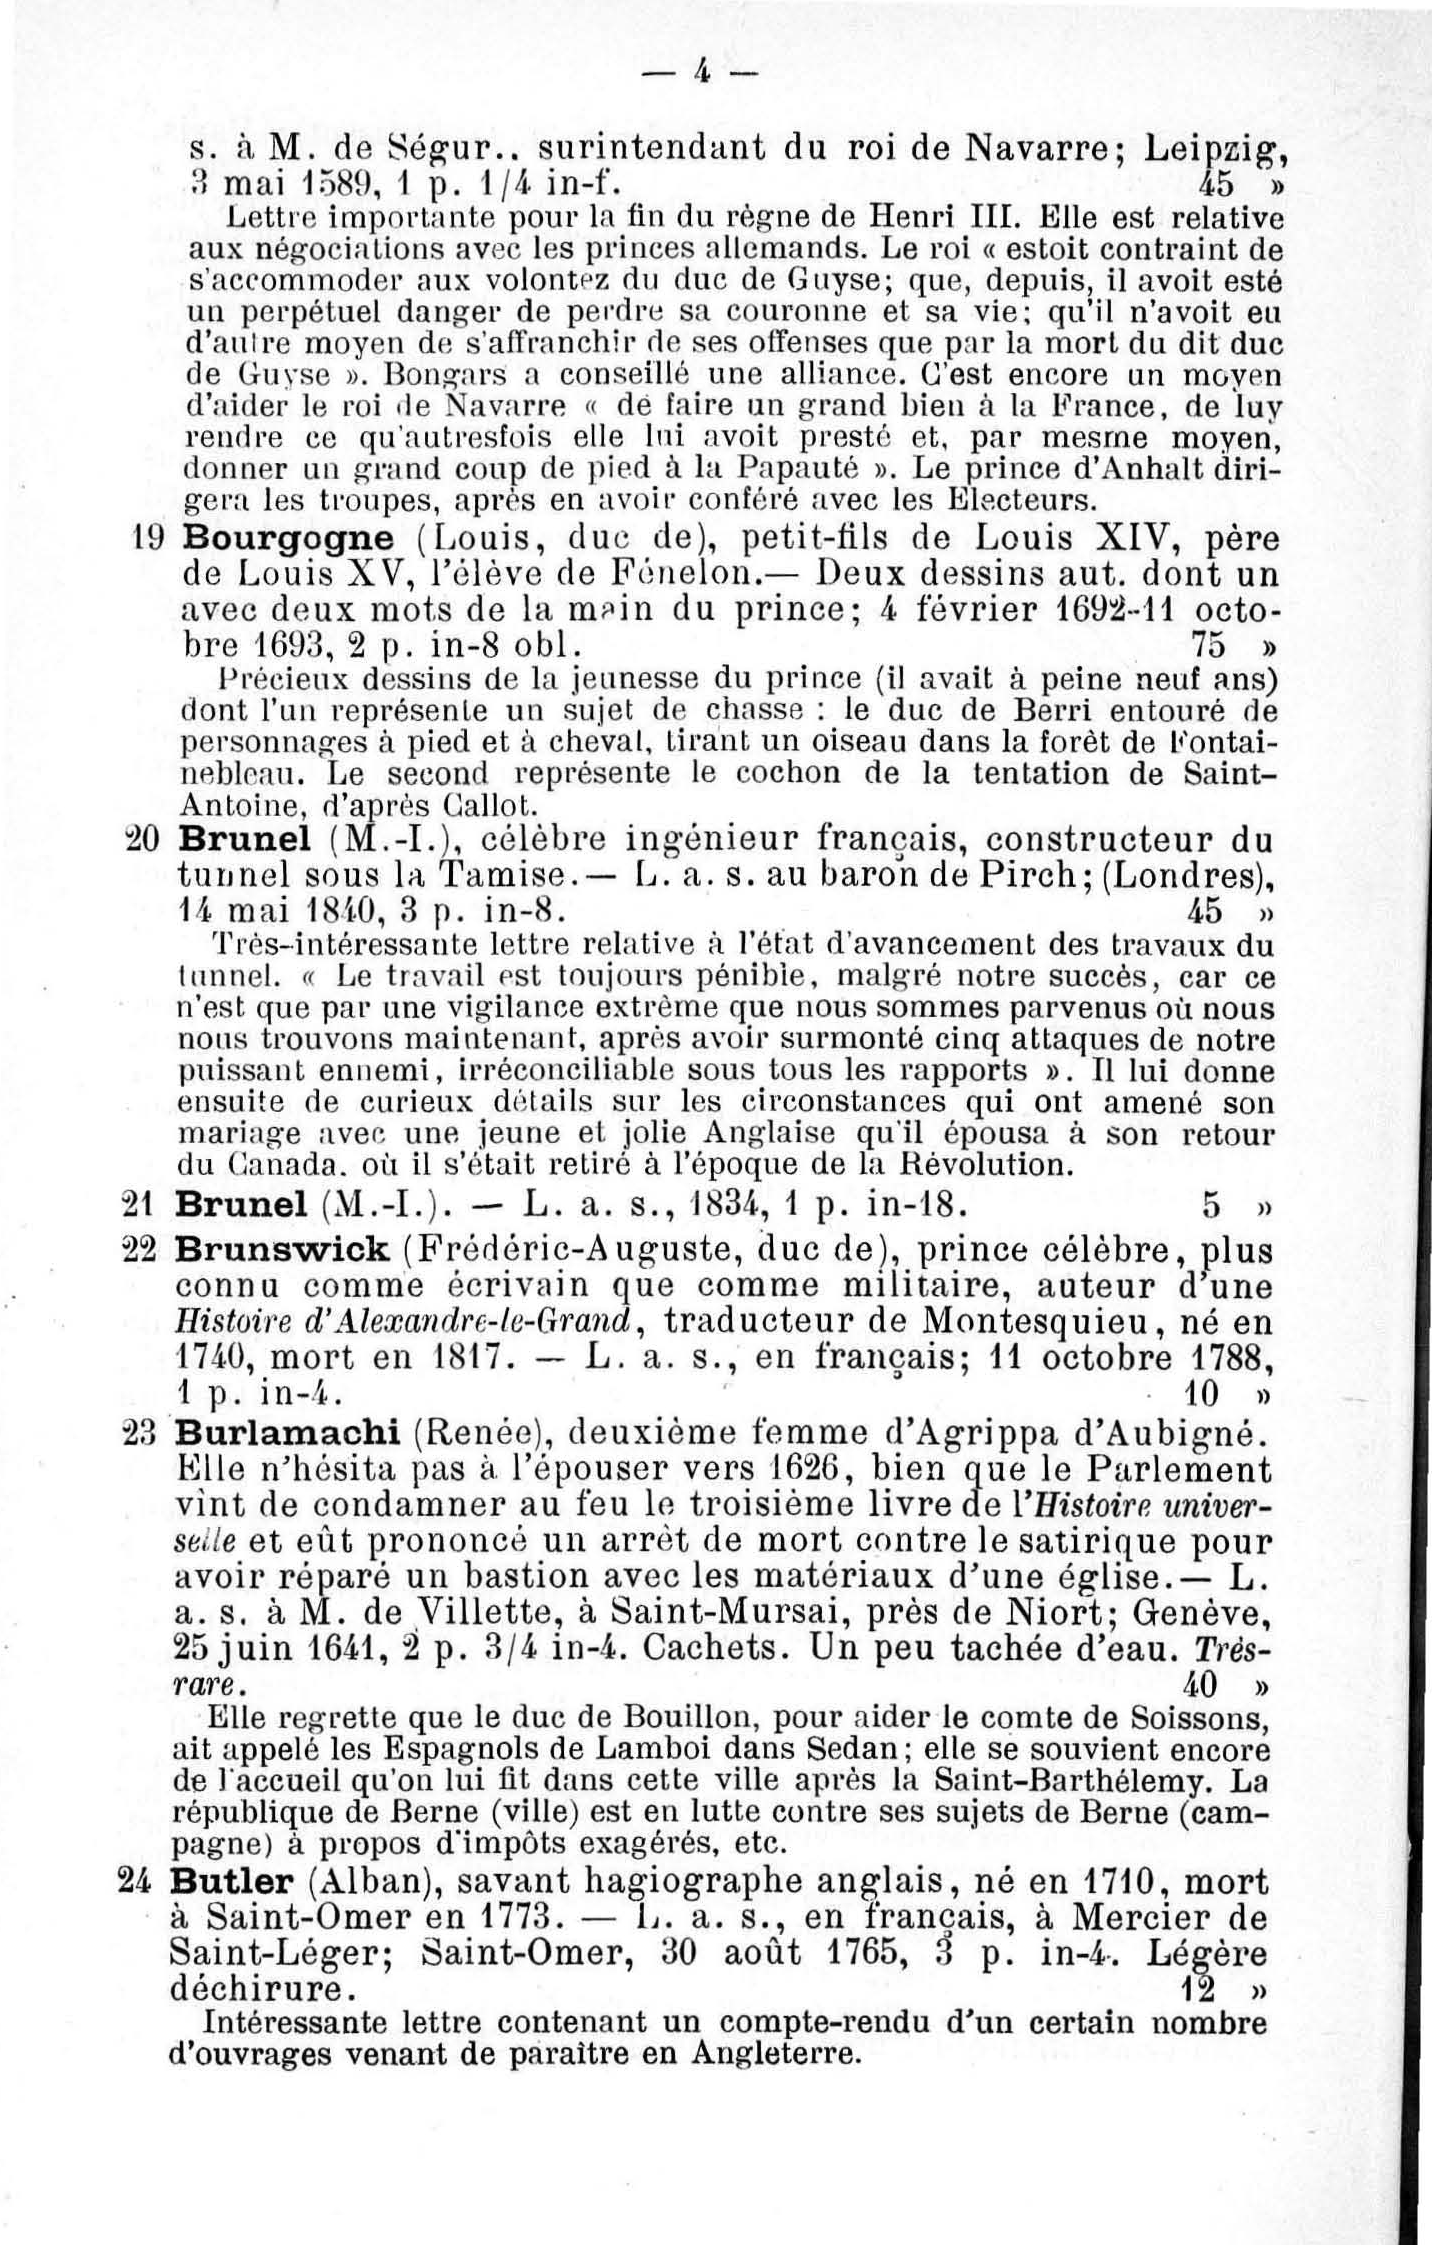 — 4 —
s. à M. de Ségur.. surintendant du roi de Navarre; Leipzig,
3 mai 1589, 1 p. 1/4 in-f. 45 »
Lettre importante pour la fin du règne de Henri III. Elle est relative
aux négociations avec les princes allemands. Le roi « estoit contraint de
s'accommoder aux volontez du duc de Guyse; que, depuis, il avoit esté
un perpétuel danger de perdre sa couronne et sa vie; qu'il n'avoit eu
d'autre moyen de s'affranchir de ses offenses que par la mort du dit duc
de Guyse ». Bongars a conseillé une alliance. C'est encore un moyen
d'aider le roi de Navarre « de faire un grand bien à la France, de luy
rendre ce qu'autresfois elle lui avoit presté et, par mesme moyen,
donner un grand coup de pied à la Papauté ». Le prince d'Anhalt diri-
gera les troupes, après en avoir conféré avec les Electeurs.
19 Bourgogne (Louis, duc de), petit-fils de Louis XIV, père
de Louis XV, l'élève de Fénelon.— Deux dessins aut. dont un
avec deux mots de la main du prince; 4 février 1692-11 octo-
bre 1693, 2 p. in-8 obl. 75 »
Précieux dessins de la jeunesse du prince (il avait à peine neuf ans)
dont l'un représente un sujet de chasse : le duc de Berri entouré de
personnages à pied et à cheval, tirant un oiseau dans la forêt de Fontai-
nebleau. Le second représente le cochon de la tentation de Saint-
Antoine, d'après Callot.
20 Brunel (M.-I.), célèbre ingénieur français, constructeur du
tunnel sous la Tamise.— L. a. s. au baron de Pirch; (Londres),
14 mai 1840, 3 p. in-8. 45 »
Très-intéressante lettre relative à l'état d'avancement des travaux du
tunnel. « Le travail est toujours pénible, malgré notre succès, car ce
n'est que par une vigilance extrême que nous sommes parvenus où nous
nous trouvons maintenant, après avoir surmonté cinq attaques de notre
puissant ennemi, irréconciliable sous tous les rapports ». Il lui donne
ensuite de curieux détails sur les circonstances qui ont amené son
mariage avec une jeune et jolie Anglaise qu'il épousa à son retour
du Canada. où il s'était retiré à l'époque de la Révolution.
21 Brunel (M.-I.). — L. a. s., 1834, 1 p. in-18. 5 »
22 Brunswick (Frédéric-Auguste, duc de), prince célèbre, plus
connu comme écrivain que comme militaire, auteur d'une
Histoire d'Alexandre-le-Grand, traducteur de Montesquieu, né en
1740, mort en 1817. — L. a. s., en français; 11 octobre 1788,
1 p. in-4. 10 »
23 Burlamachi (Renée), deuxième femme d'Agrippa d'Aubigné.
Elle n'hésita pas à l'épouser vers 1626, bien que le Parlement
vînt de condamner au feu le troisième livre de l'Histoire univer-
selle et eût prononcé un arrêt de mort contre le satirique pour
avoir réparé un bastion avec les matériaux d'une église.— L.
a. s. à M. de Villette, à Saint-Mursai, près de Niort; Genève,
25 juin 1641, 2 p. 3/4 in-4. Cachets. Un peu tachée d'eau. Très-
rare. 40 »
Elle regrette que le duc de Bouillon, pour aider le comte de Soissons,
ait appelé les Espagnols de Lamboi dans Sedan; elle se souvient encore
de l'accueil qu'on lui fit dans cette ville après la Saint-Barthélemy. La
république de Berne (ville) est en lutte contre ses sujets de Berne (cam-
pagne) à propos d'impôts exagérés, etc.
24 Butler (Alban), savant hagiographe anglais, né en 1710, mort
à Saint-Omer en 1773. — L. a. s., en français, à Mercier de
Saint-Léger; Saint-Omer, 30 août 1765, 3 p. in-4. Légère
déchirure. 12 »
Intéressante lettre contenant un compte-rendu d'un certain nombre
d'ouvrages venant de paraître en Angleterre.